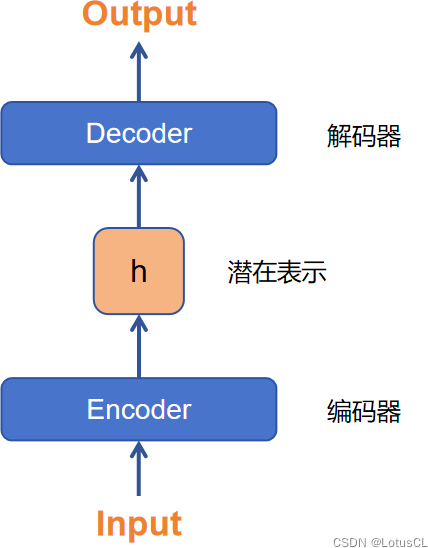 Output
Decoder 解码器
h 潜在表示
Encoder 编码器
Input
CSDN @LotusCL